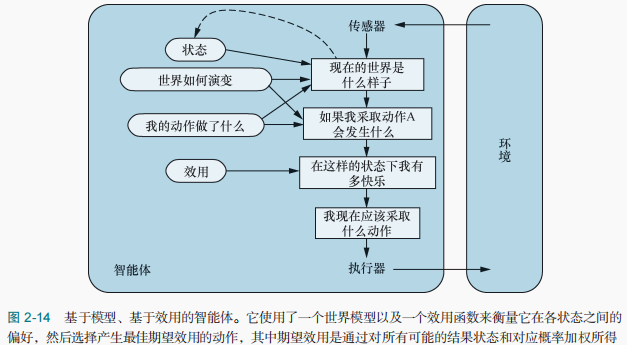 传感器
状态
现在的世界是
什么样子
世界如何演变
如果我采取动作A
会发生什么
我的动作做了什么
在这样的状态下我有
多快乐
效用
我现在应该采取
什么动作
执行器
智能体
环境
图 2-14 基于模型、基于效用的智能体。它使用了一个世界模型以及一个效用函数来衡量它在各状态之间的
偏好，然后选择产生最佳期望效用的动作，其中期望效用是通过对所有可能的结果状态和对应概率加权所得